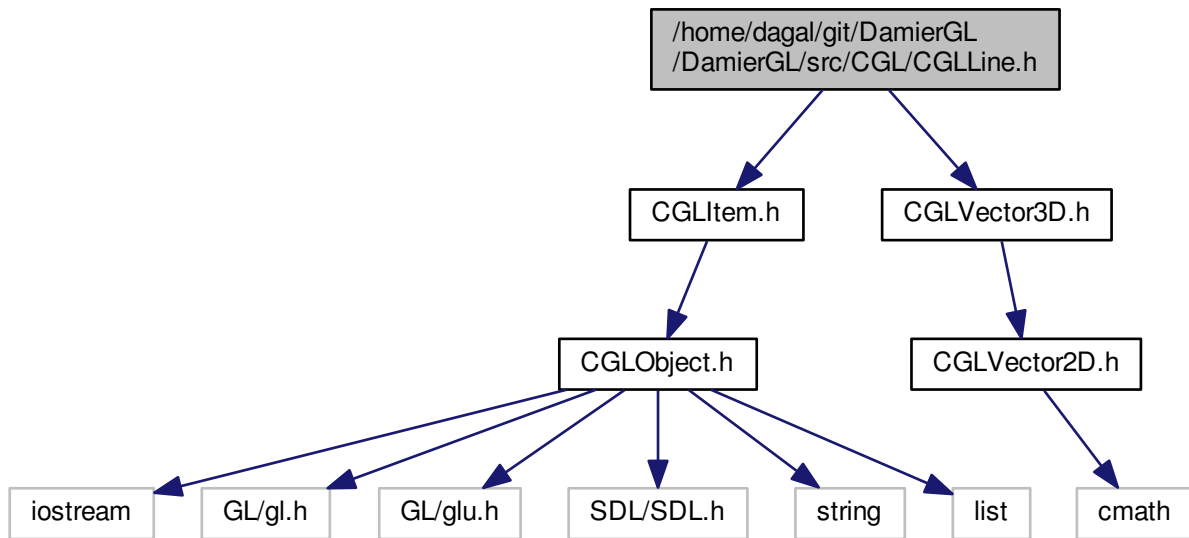 /home/dagal/git/DamierGL
/DamierGL/src/CGL/CGLLine.h
CGLItem.h
CGLVector3D.h
CGLObject.h
CGLVector2D.h
iostream
GL/gl.h
GL/glu.h
SDL/SDL.h
string
list
cmath